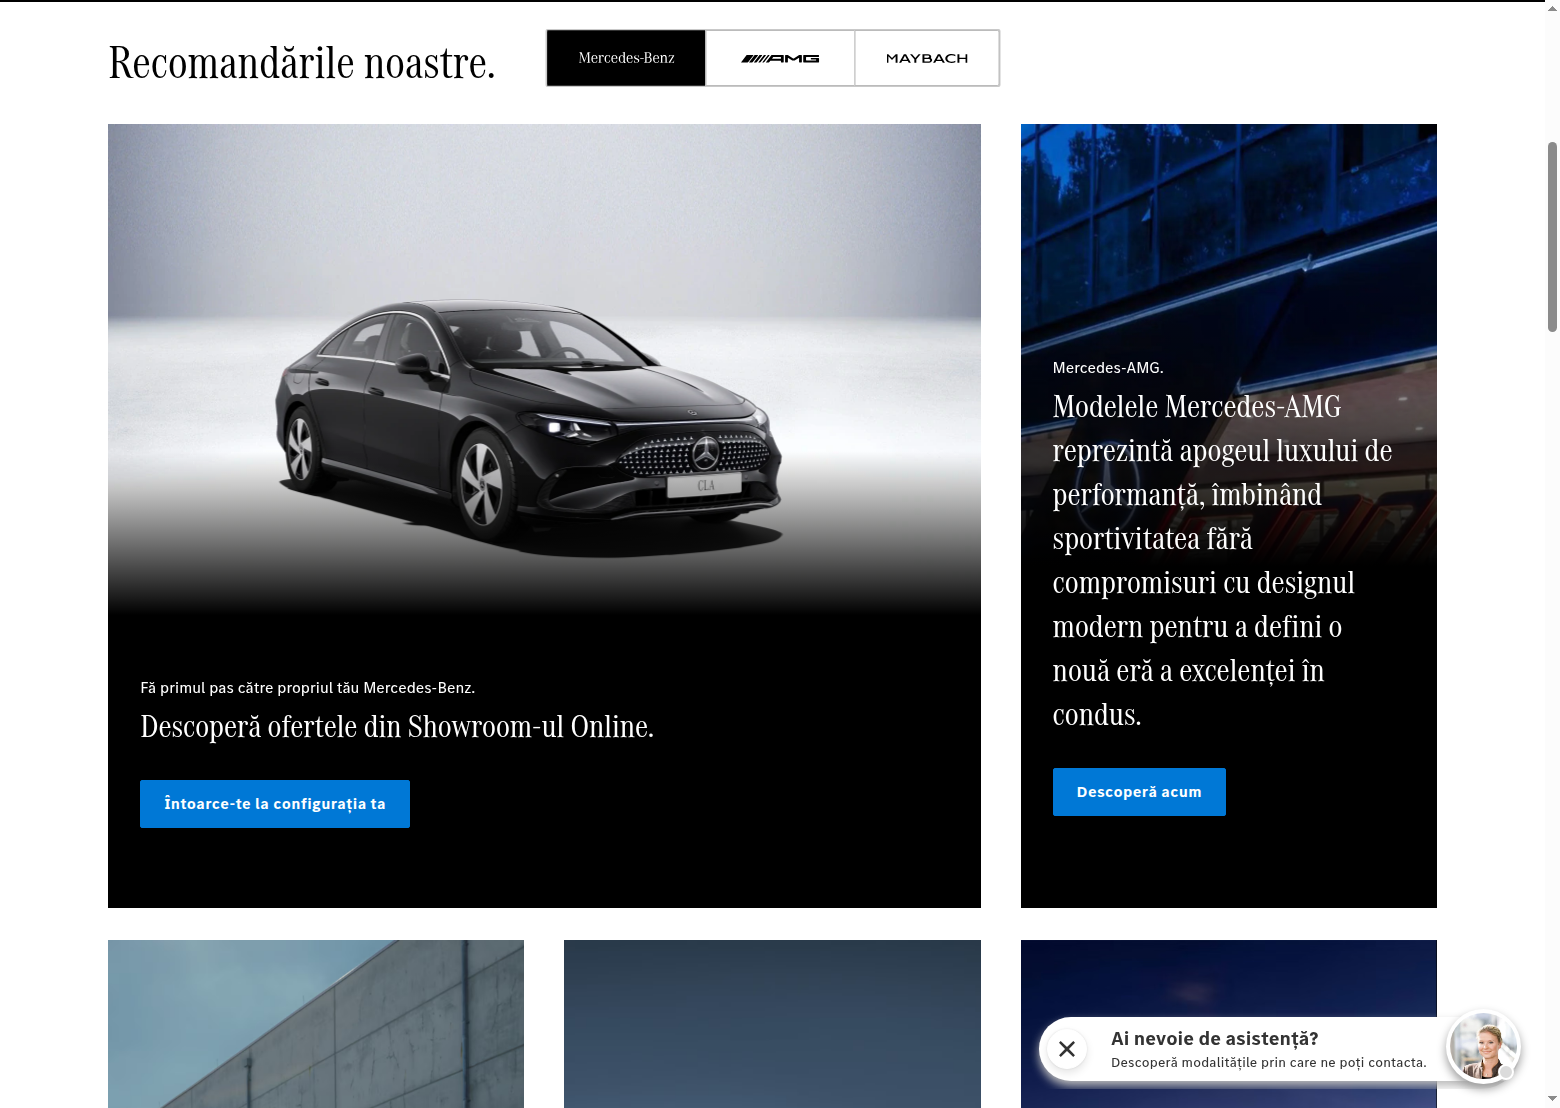 Recomandările noastre.
Mercedes-Benz
AMG
MAYBACH
CLA
Fă primul pas către propriul tău Mercedes-Benz.
Descoperă ofertele din Showroom-ul Online.
Întoarce-te la configurația ta
Mercedes-AMG.
Modelele Mercedes-AMG
reprezintă apogeul luxului de
performanță, îmbinând
sportivitatea fără
compromisuri cu designul
modern pentru a defini o
nouă eră a excelenței în
condus.
Descoperă acum
Ai nevoie de asistență?
Descoperă modalitățile prin care ne poți contacta.